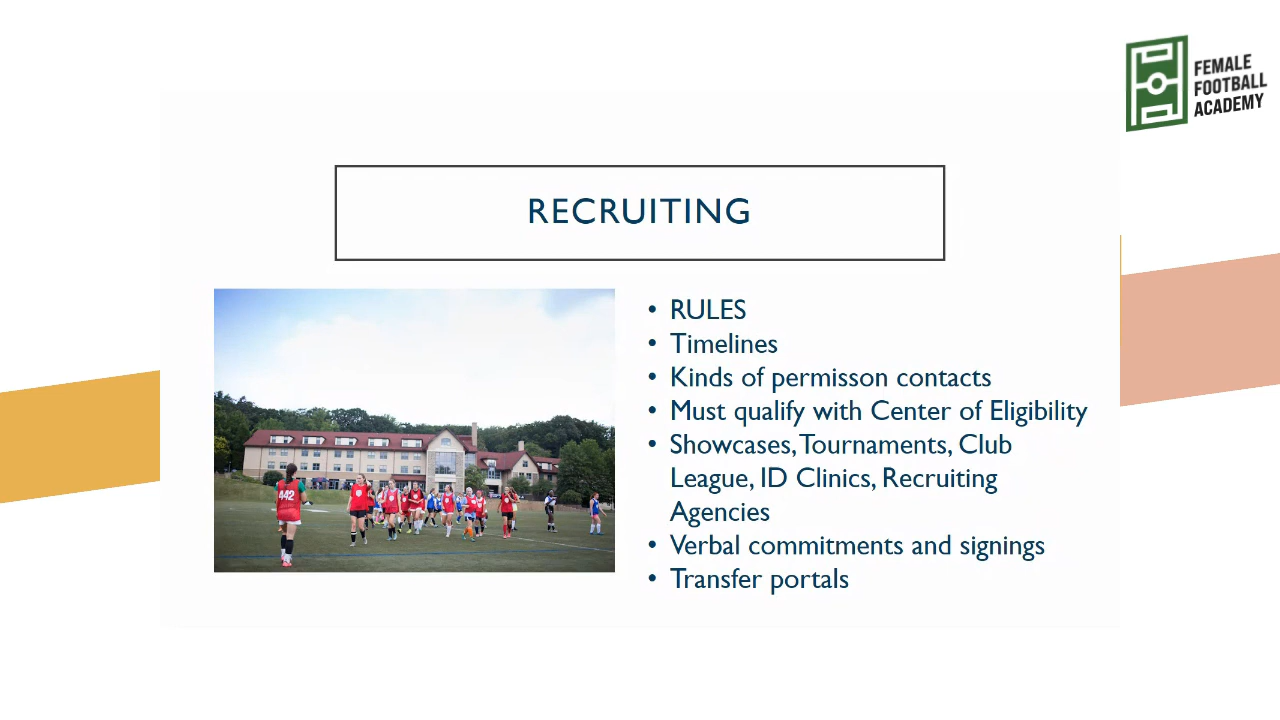 FEMALE
FOOTBALL
ACADEMY
RECRUITING
• RULES
• Timelines
• Kinds of permisson contacts
• Must qualify with Center of Eligibility
• Showcases, Tournaments, Club
League, ID Clinics, Recruiting
Agencies
• Verbal commitments and signings
• Transfer portals
442